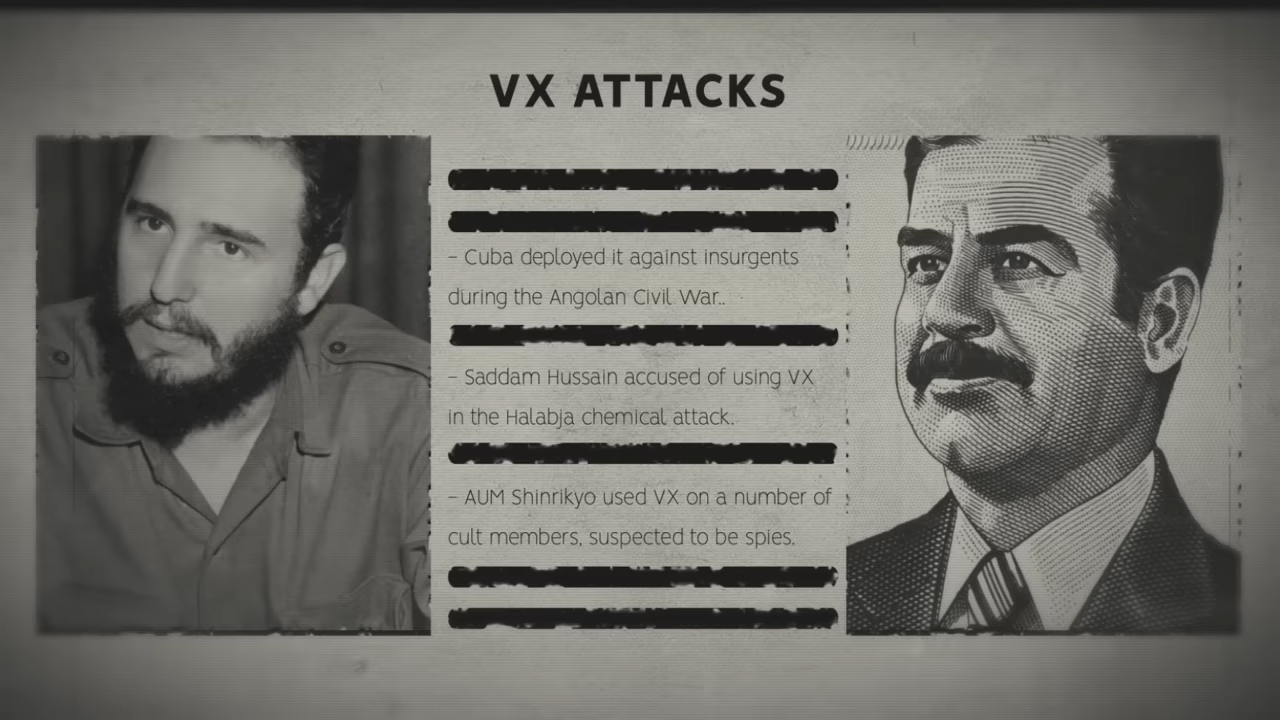 VX ATTACKS
– Cuba deployed it against insurgents
during the Angolan Civil War..
– Saddam Hussain accused of using VX
in the Halabja chemical attack.
– AUM Shinrikyo used VX on a number of
cult members, suspected to be spies.